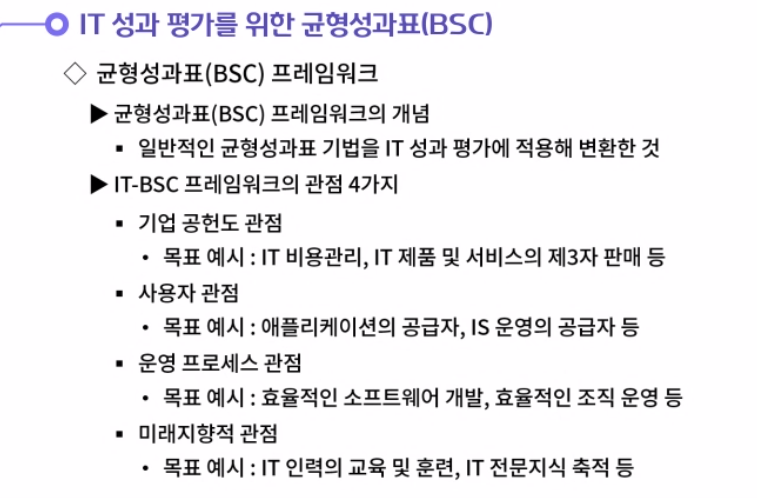 IT 성과 평가를 위한 균형성과표(BSC)
◇ 균형성과표(BSC) 프레임워크
▶ 균형성과표(BSC) 프레임워크의 개념
▪ 일반적인 균형성과표 기법을 IT 성과 평가에 적용해 변환한 것
▶ IT-BSC 프레임워크의 관점 4가지
▪ 기업 공헌도 관점
• 목표 예시 : IT 비용관리, IT 제품 및 서비스의 제3자 판매 등
▪ 사용자 관점
• 목표 예시 : 애플리케이션의 공급자, IS 운영의 공급자 등
▪ 운영 프로세스 관점
• 목표 예시 : 효율적인 소프트웨어 개발, 효율적인 조직 운영 등
▪ 미래지향적 관점
• 목표 예시 : IT 인력의 교육 및 훈련, IT 전문지식 축적 등